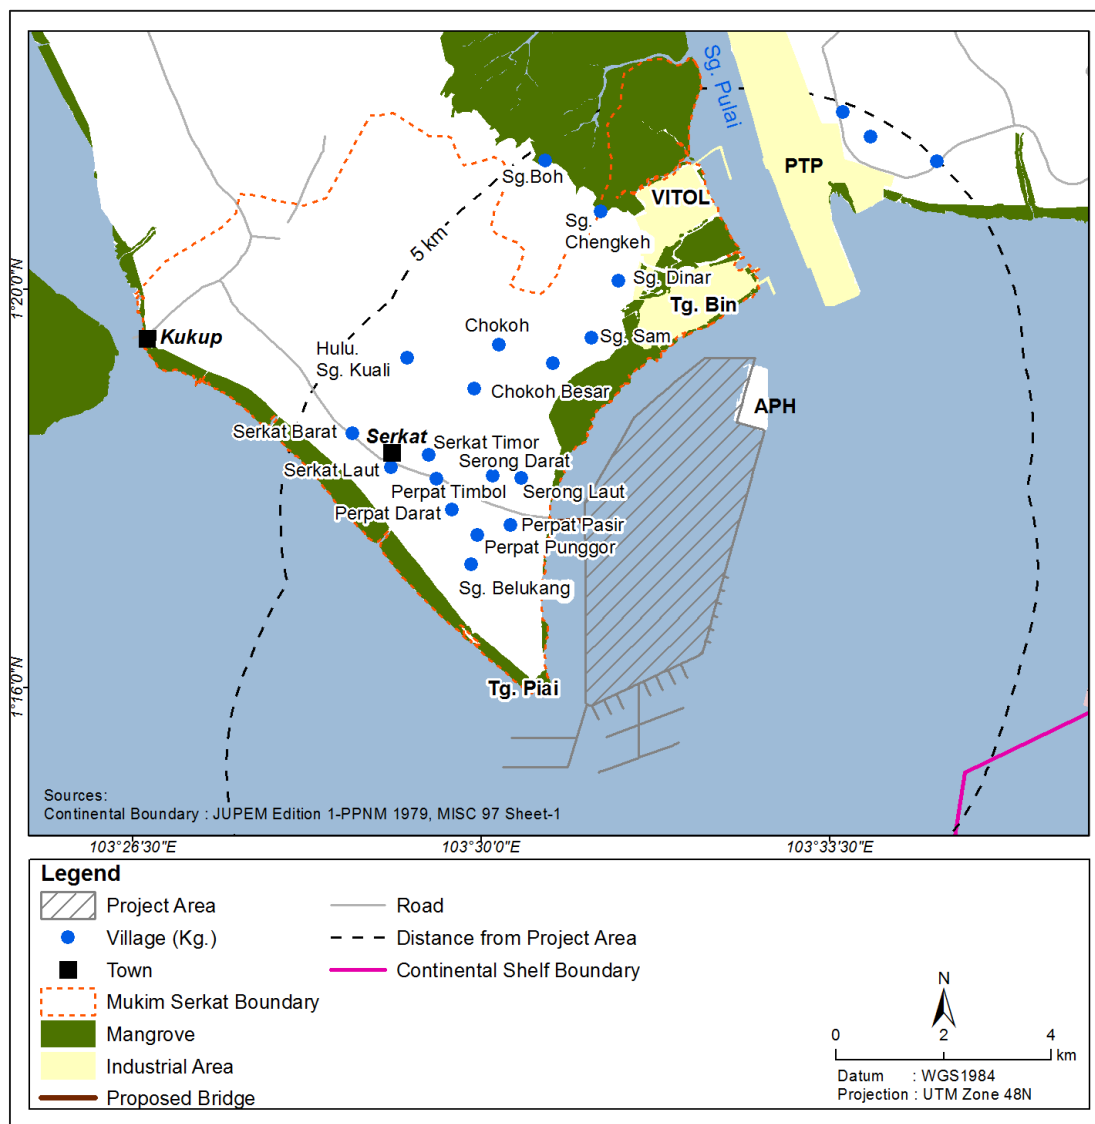 Sg. Pulai
PTP
Sg.Boh
VITOL
Sg.
Chengkeh
5 km
1°20'0"N
Sg. Dinar
Tg. Bin
Kukup
Chokoh
Sg. Sam
Hulu.
Sg. Kuali
Chokoh Besar
APH
Serkat Barat
Serkat
Serkat Timor
Serong Darat
Serkat Laut
Perpat Timbol
Serong Laut
Perpat Darat
Perpat Pasir
Perpat Punggor
Sg. Belukang
1°16'0"N
Tg. Piai
Sources:
Continental Boundary : JUPEM Edition 1-PPNM 1979, MISC 97 Sheet-1
103°26'30"E
103°30'0"E
103°33'30"E
Legend
Project Area
Road
Village (Kg.)
Distance from Project Area
Town
Continental Shelf Boundary
Mukim Serkat Boundary
N
Mangrove
0 2 4
km
Industrial Area
Datum : WGS1984
Projection : UTM Zone 48N
Proposed Bridge